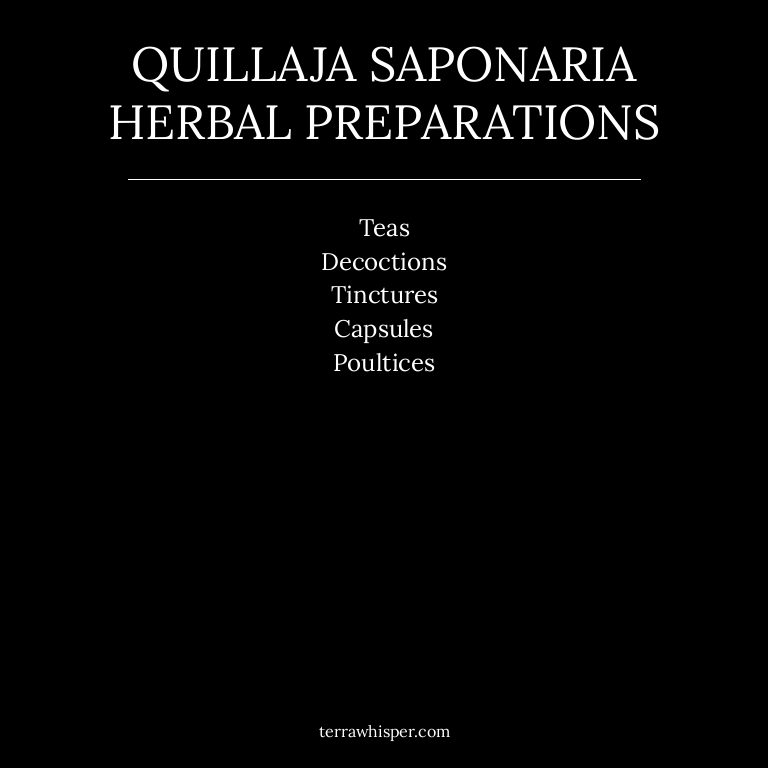 QUILLAJA SAPONARIA
HERBAL PREPARATIONS
Teas
Decoctions
Tinctures
Capsules
Poultices
terrawhisper.com